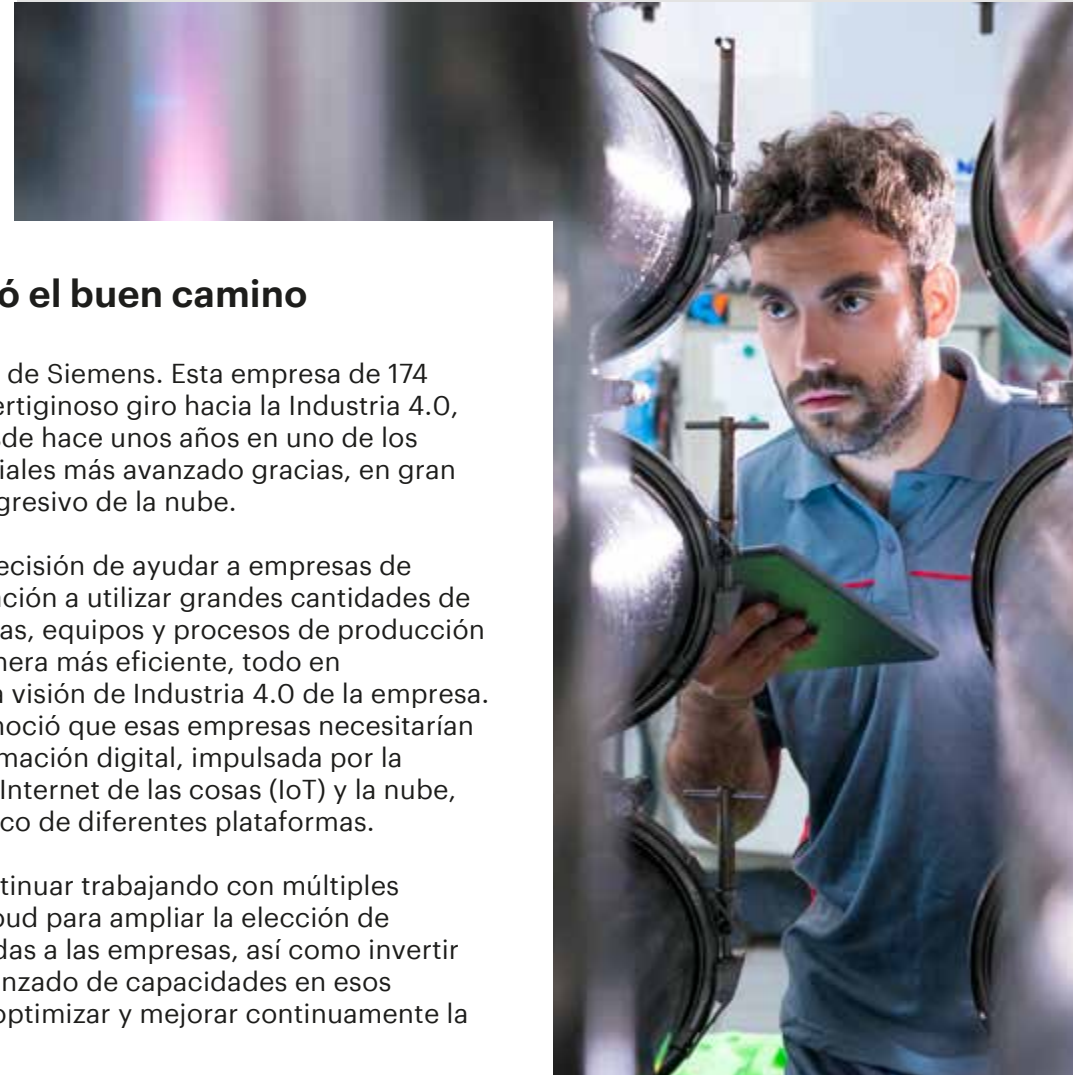 ó el buen camino
de Siemens. Esta empresa de 174
ertiginoso giro hacia la Industria 4.0,
sde hace unos años en uno de los
iales más avanzado gracias, en gran
gresivo de la nube.
ecisión de ayudar a empresas de
ación a utilizar grandes cantidades de
as, equipos y procesos de producción
nera más eficiente, todo en
a visión de Industria 4.0 de la empresa.
noció que esas empresas necesitarían
mación digital, impulsada por la
Internet de las cosas (IoT) y la nube,
co de diferentes plataformas.
tinuar trabajando con múltiples
oud para ampliar la elección de
das a las empresas, así como invertir
nzado de capacidades en esos
optimizar y mejorar continuamente la